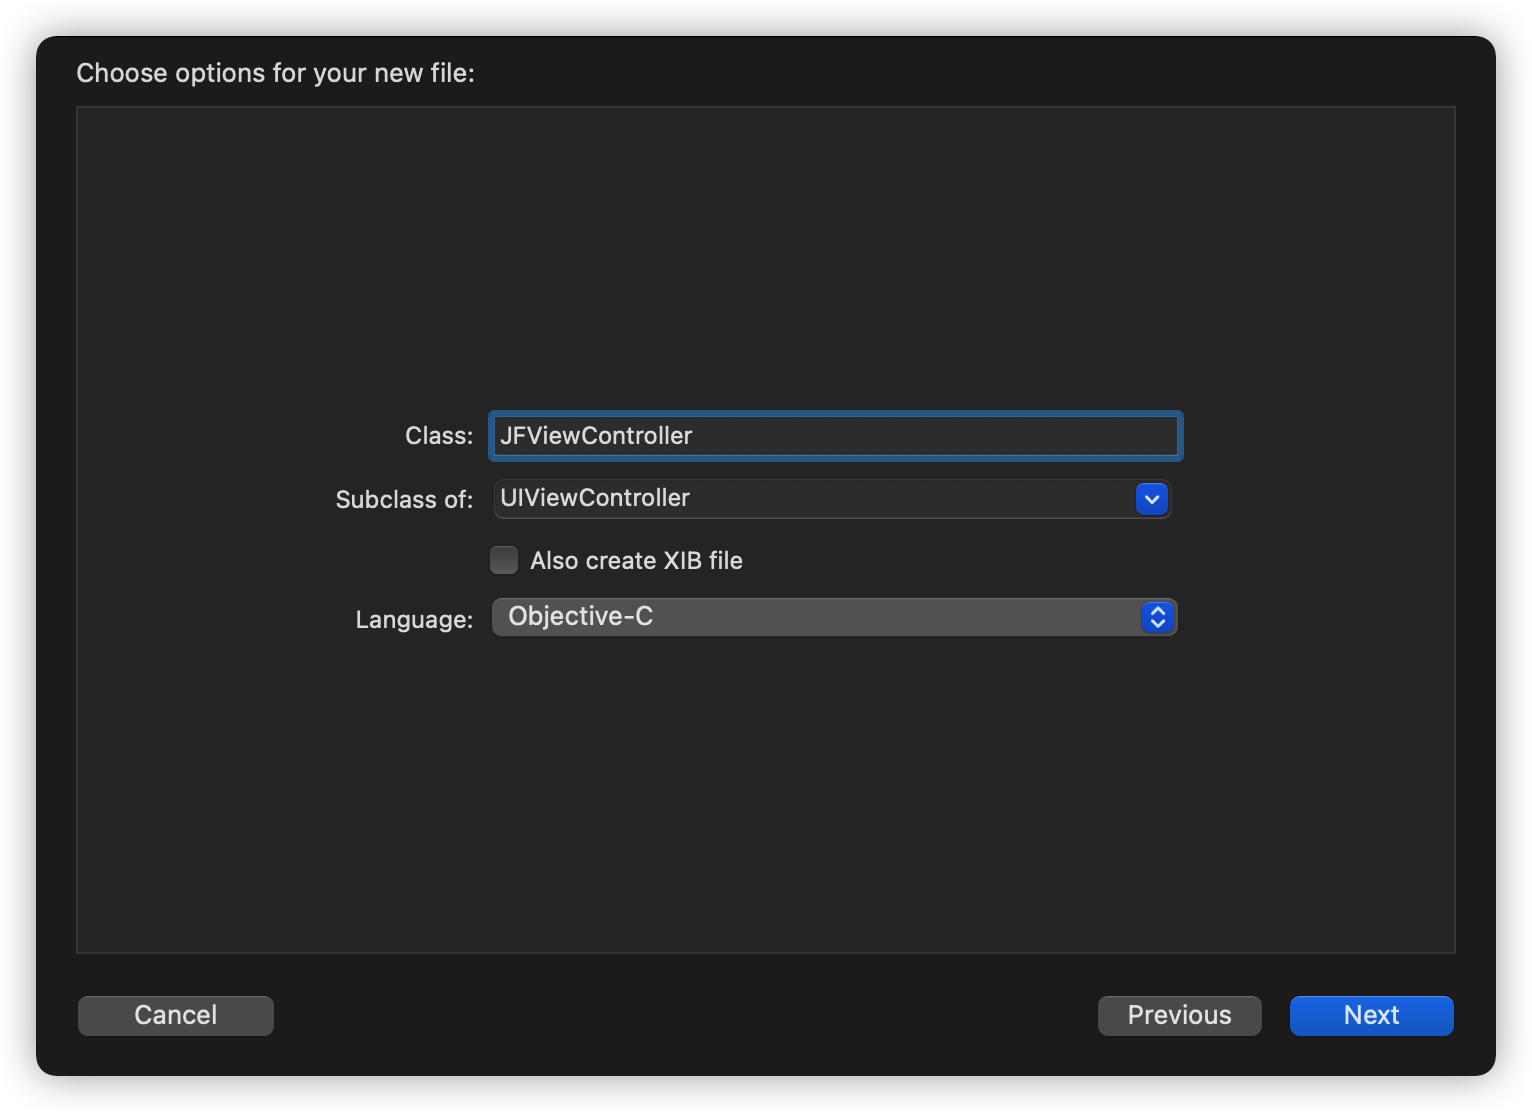 Choose options for your new file:
Class: JFViewController
Subclass of: UIViewController
Also create XIB file
Language: Objective-C
Cancel Previous Next